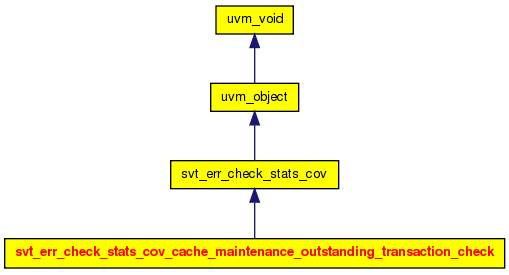 uvm_void
uvm_object
svt_err_check_stats_cov
svt_err_check_stats_cov_cache_maintenance_outstanding_transaction_check